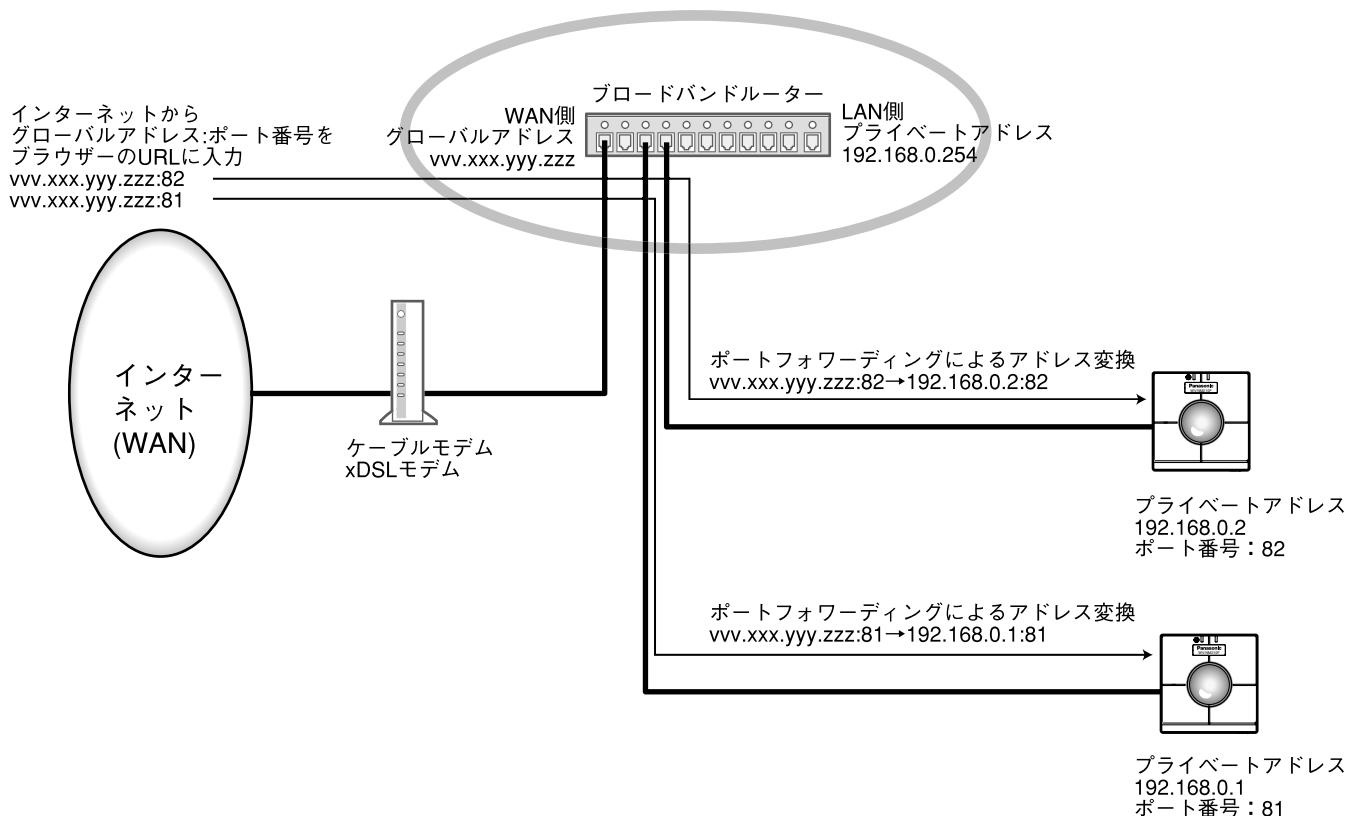 ブロードバンドルーター
WAN側
グローバルアドレス
vvv.xxx.yyy.zzz
LAN側
プライベートアドレス
192.168.0.254
インターネットから
グローバルアドレス:ポート番号を
ブラウザーのURLに入力
vvv.xxx.yyy.zzz:82
vvv.xxx.yyy.zzz:81
インター
ネット
(WAN)
ケーブルモデム
xDSLモデム
ポートフォワーディングによるアドレス変換
vvv.xxx.yyy.zzz:82→192.168.0.2:82
Panasonic
プライベートアドレス
192.168.0.2
ポート番号：82
ポートフォワーディングによるアドレス変換
vvv.xxx.yyy.zzz:81→192.168.0.1:81
Panasonic
プライベートアドレス
192.168.0.1
ポート番号：81